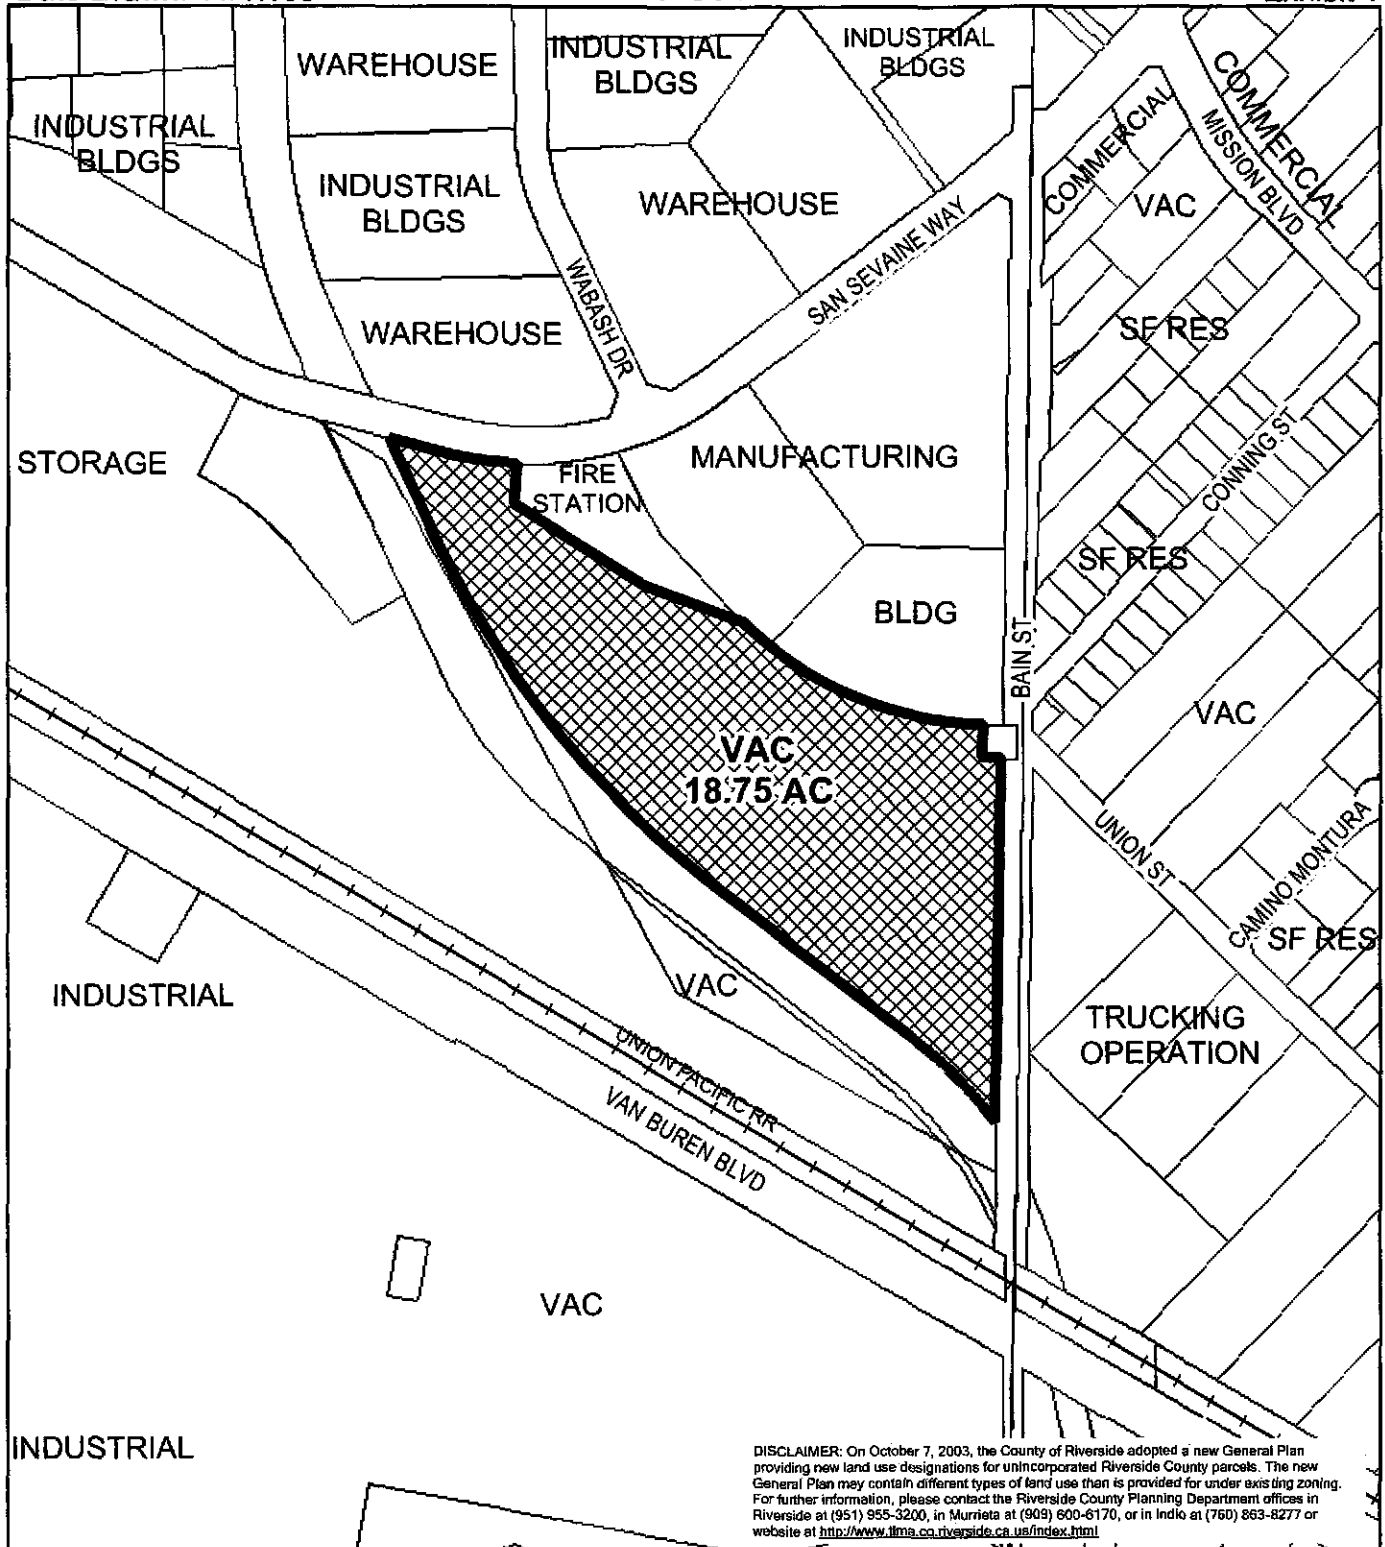 WAREHOUSE
INDUSTRIAL
BLDGS
INDUSTRIAL
BLDGS
INDUSTRIAL
BLDGS
COMMERCIAL
COMMERCIAL
MISSION BLVD
INDUSTRIAL
BLDGS
WAREHOUSE
VAC
SAN SEVAINE WAY
WABASH DR
WAREHOUSE
SF RES
STORAGE
FIRE
STATION
MANUFACTURING
CONNING ST
SF RES
BLDG
BAIN ST
VAC
VAC
18.75 AC
UNION ST
CAMINO MONTURA
SF RES
VAC
INDUSTRIAL
TRUCKING
OPERATION
UNION PACIFIC RR
VAN BUREN BLVD
VAC
INDUSTRIAL
DISCLAIMER: On October 7, 2003, the County of Riverside adopted a new General Plan
providing new land use designations for unincorporated Riverside County parcels. The new
General Plan may contain different types of land use than is provided for under existing zoning.
For further information, please contact the Riverside County Planning Department offices in
Riverside at (951) 955-3200, in Murrieta at (909) 600-6170, or in Indio at (760) 863-8277 or
website at http://www.tlma.co.riverside.ca.us/index.html